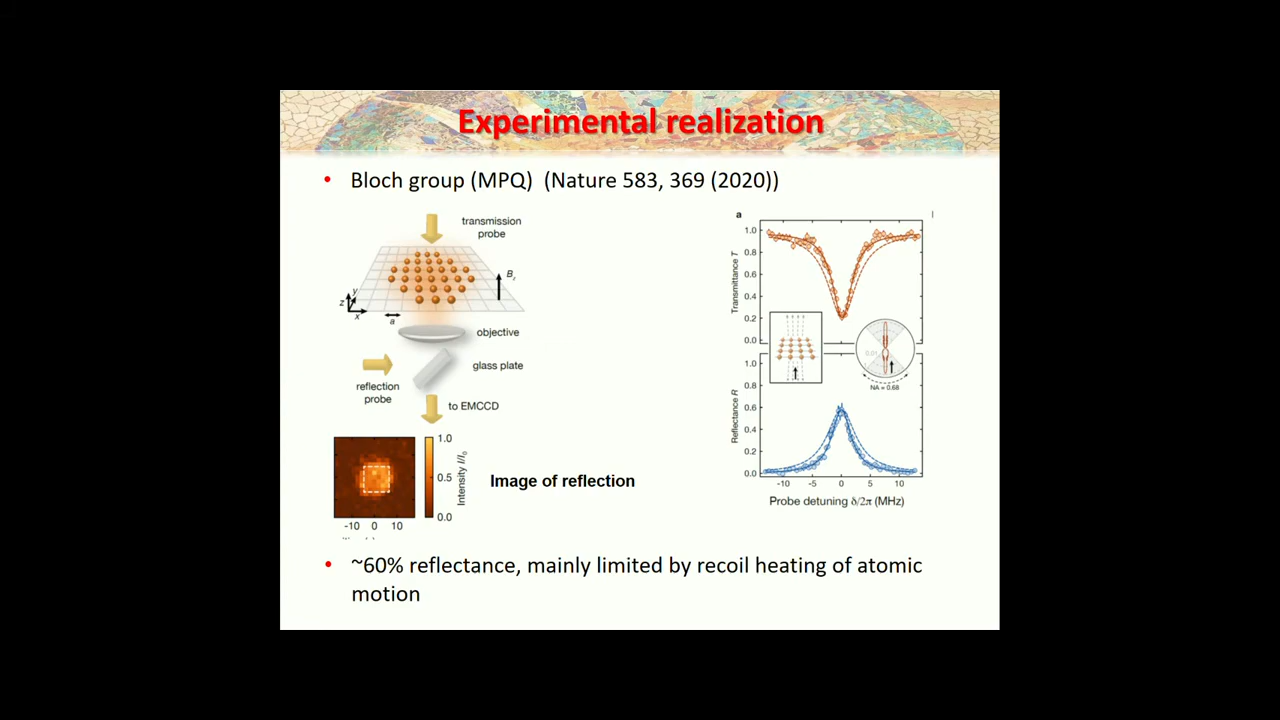 Experimental realization
• Bloch group (MPQ) (Nature 583, 369 (2020))
transmission
probe
B_z
z
y
x
a
objective
glass plate
reflection
probe
to EMCCD
1.0
0.5
0.0
Intensity I/I₀
-10 0 10
Image of reflection
a
Transmittance T
1.0
0.8
0.6
0.4
0.2
0.0
0.01
NA = 0.68
Reflectance R
1.0
0.8
0.6
0.4
0.2
0.0
-10 -5 0 5 10
Probe detuning δ/2π (MHz)
• ~60% reflectance, mainly limited by recoil heating of atomic
motion